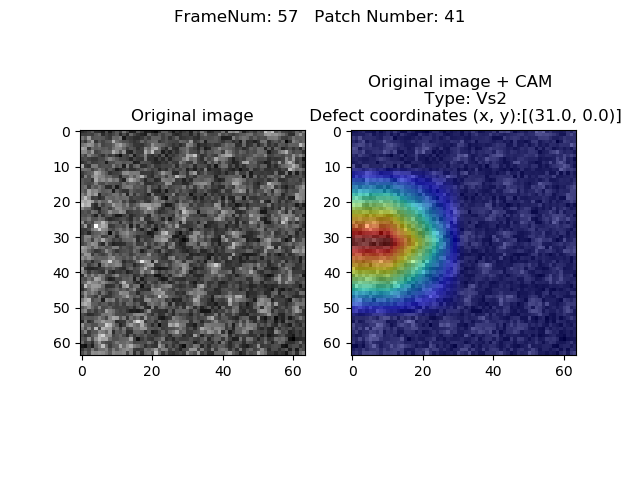 FrameNum: 57   Patch Number: 41
Original image
Original image + CAM
Type: Vs2
Defect coordinates (x, y):[(31.0, 0.0)]
0
10
20
30
40
50
60
0 20 40 60
0
10
20
30
40
50
60
0 20 40 60